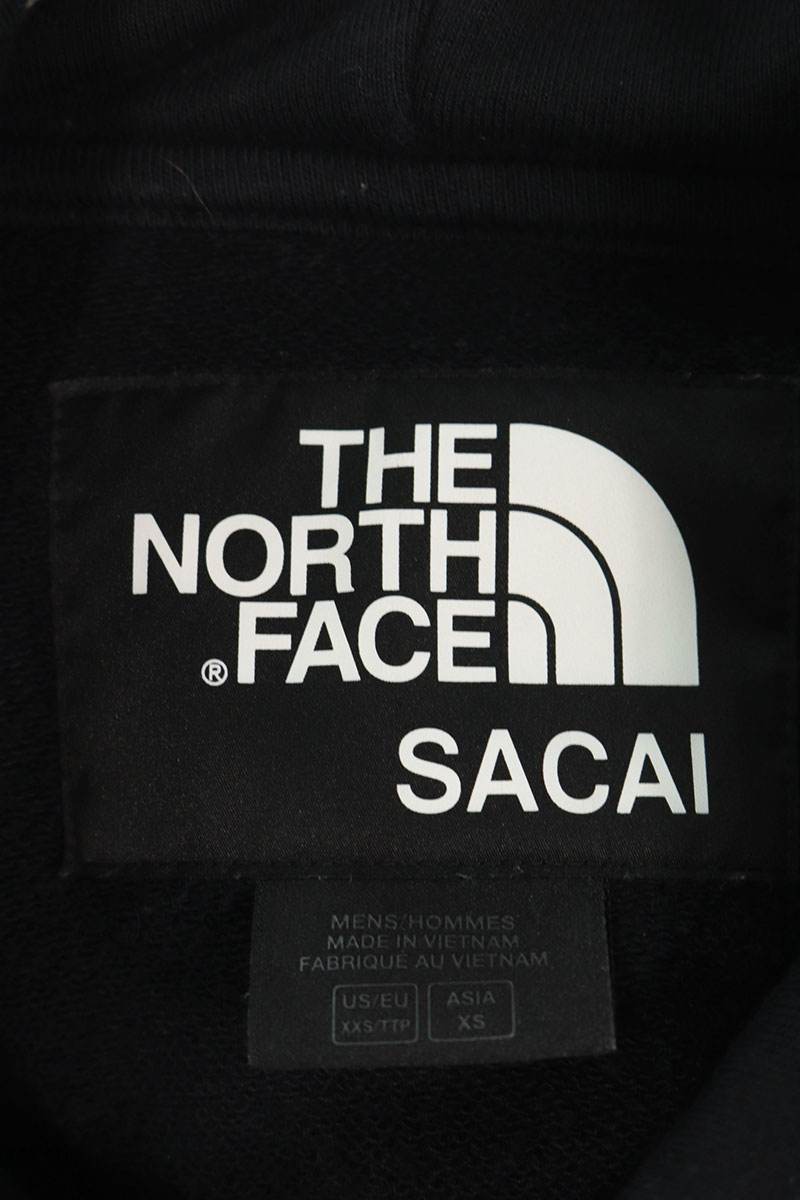 THE
NORTH
® FACE
SACAI
MENS/HOMMES
MADE IN VIETNAM
FABRIQUÉ AU VIETNAM
US/EU ASIA
XXS/TTP XS